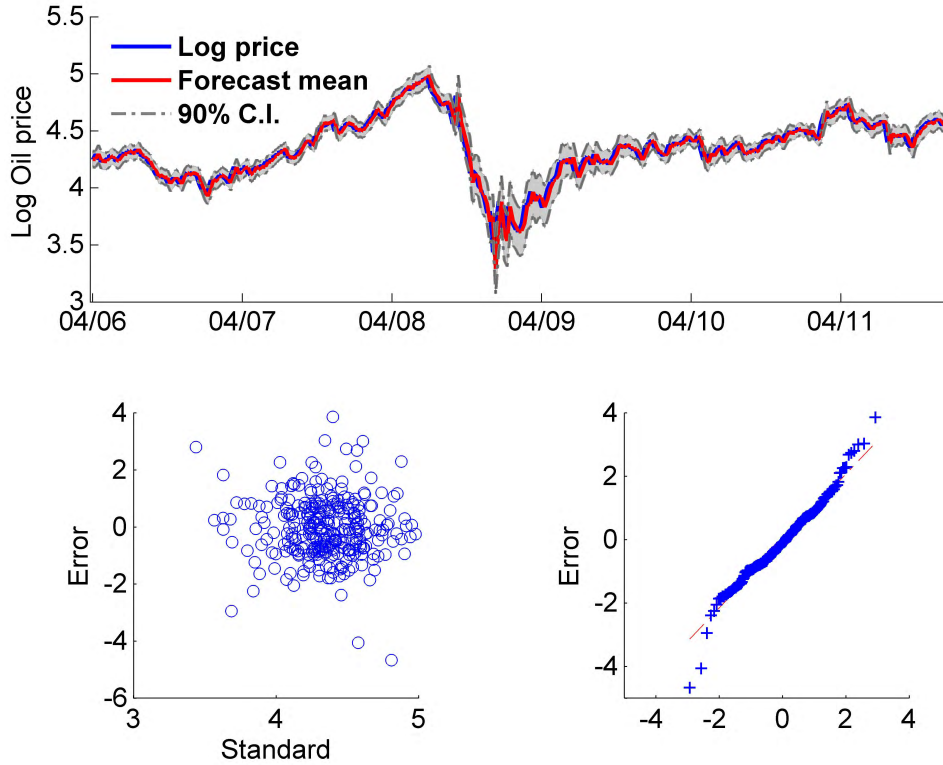 5.5
Log price
5
Forecast mean
90% C.I.
4.5
Log Oil price
4
3.5
3
04/06 04/07 04/08 04/09 04/10 04/11
4 4
2 2
0 0
Error Error
-2 -2
-4 -4
-6
3 4 5 -4 -2 0 2 4
Standard